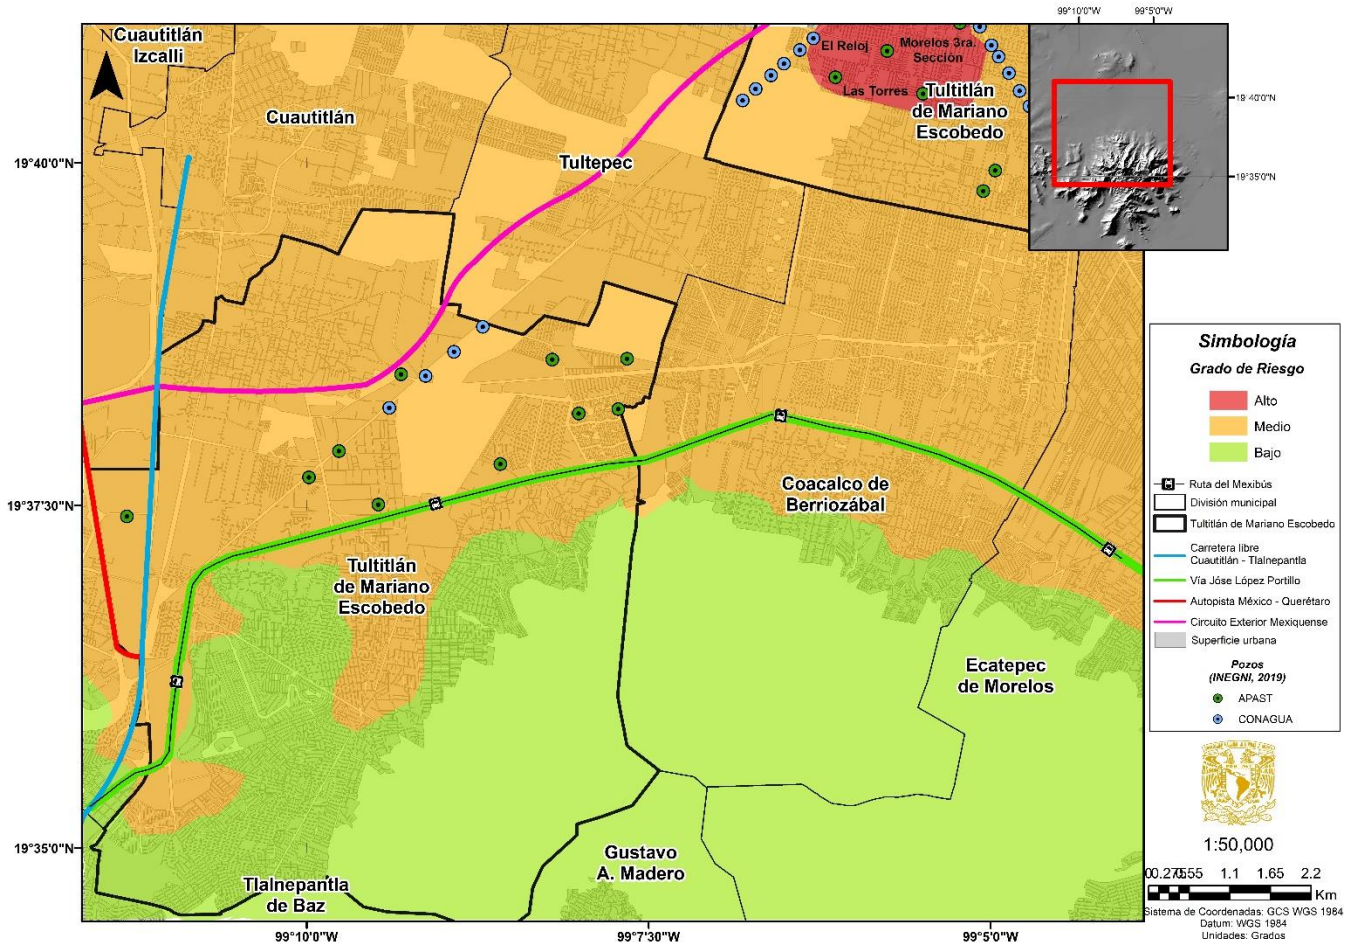 99°10'0"W 99°5'0"W
N
Cuautitlán
Izcalli
El Reloj
Morelos 3ra.
Sección
Las Torres
Tultitlán
de Mariano
Escobedo
19°40'0"N
19°35'0"N
Cuautitlán
Tultepec
19°40'0"N
19°37'30"N
19°35'0"N
Coacalco de
Berriozábal
Tultitlán
de Mariano
Escobedo
Ecatepec
de Morelos
Gustavo
A. Madero
Tlalnepantla
de Baz
99°10'0"W 99°7'30"W 99°5'0"W
Simbología
Grado de Riesgo
Alto
Medio
Bajo
Ruta del Mexibús
División municipal
Tultitlán de Mariano Escobedo
Carretera libre
Cuautitlán - Tlalnepantla
Vía Jóse López Portillo
Autopista México - Querétaro
Circuito Exterior Mexiquense
Superficie urbana
Pozos
(INEGNI, 2019)
APAST
CONAGUA
1:50,000
0 0.275 0.55 1.1 1.65 2.2
Km
Sistema de Coordenadas: GCS WGS 1984
Datum: WGS 1984
Unidades: Grados